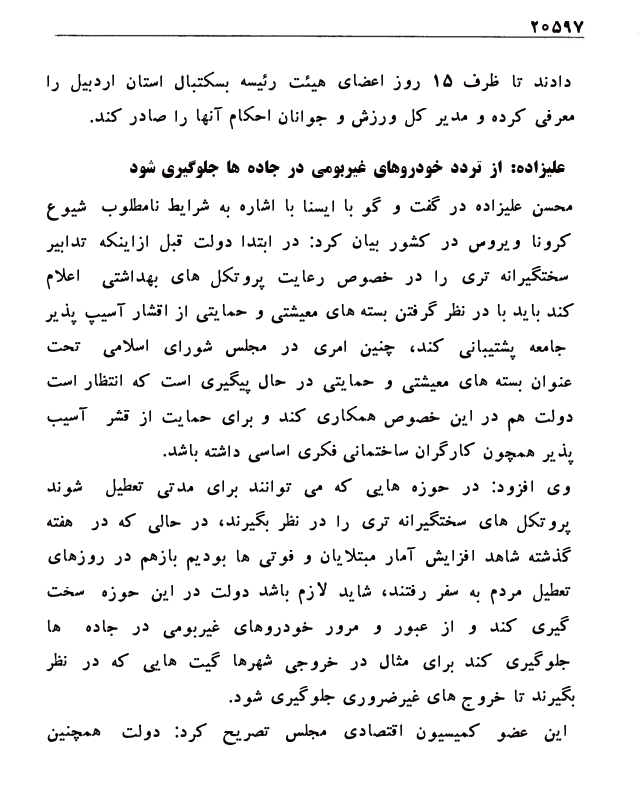 ۲۰۵۹۷
دادند تا ظرف ۱۵ روز اعضای هیئت رئیسه بسکتبال استان اردبیل را
معرفی کرده و مدیر کل ورزش و جوانان احکام آنها را صادر کند.
علیزاده: از تردد خودروهای غیربومی در جاده ها جلوگیری شود
محسن علیزاده در گفت و گو با ایسنا با اشاره به شرایط نامطلوب شیوع
کرونا ویروس در کشور بیان کرد: در ابتدا دولت قبل ازاینکه تدابیر
سختگیرانه تری را در خصوص رعایت پروتکل های بهداشتی اعلام
کند باید با در نظر گرفتن بسته های معیشتی و حمایتی از اقشار آسیپ پذیر
جامعه پشتیبانی کند، چنین امری در مجلس شورای اسلامی تحت
عنوان بسته های معیشتی و حمایتی در حال پیگیری است که انتظار است
دولت هم در این خصوص همکاری کند و برای حمایت از قشر آسیب
پذیر همچون کارگران ساختمانی فکری اساسی داشته باشد.
وی افزود: در حوزه هایی که می توانند برای مدتی تعطیل شوند
پروتکل های سختگیرانه تری را در نظر بگیرند، در حالی که در هفته
گذشته شاهد افزایش آمار مبتلایان و فوتی ها بودیم بازهم در روزهای
تعطیل مردم به سفر رفتند، شاید لازم باشد دولت در این حوزه سخت
گیری کند و از عبور و مرور خودروهای غیربومی در جاده ها
جلوگیری کند برای مثال در خروجی شهرها گیت هایی که در نظر
بگیرند تا خروج های غیرضروری جلوگیری شود.
این عضو کمیسیون اقتصادی مجلس تصریح کرد: دولت همچنین